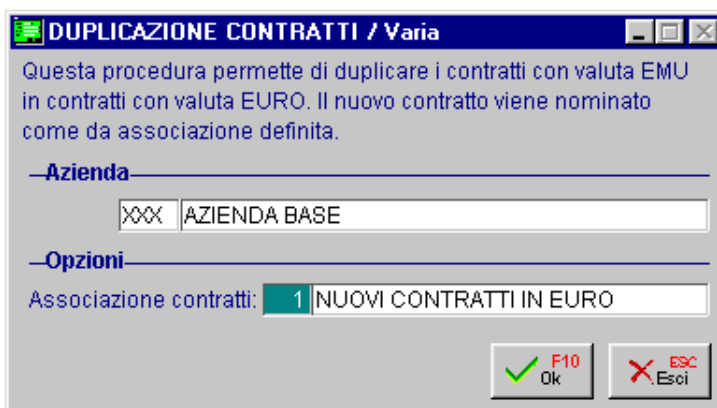 DUPLICAZIONE CONTRATTI / Varia
Questa procedura permette di duplicare i contratti con valuta EMU
in contratti con valuta EURO. Il nuovo contratto viene nominato
come da associazione definita.
Azienda
XXX AZIENDA BASE
Opzioni
Associazione contratti: 1 NUOVI CONTRATTI IN EURO
F10 ESC
Ok Esci